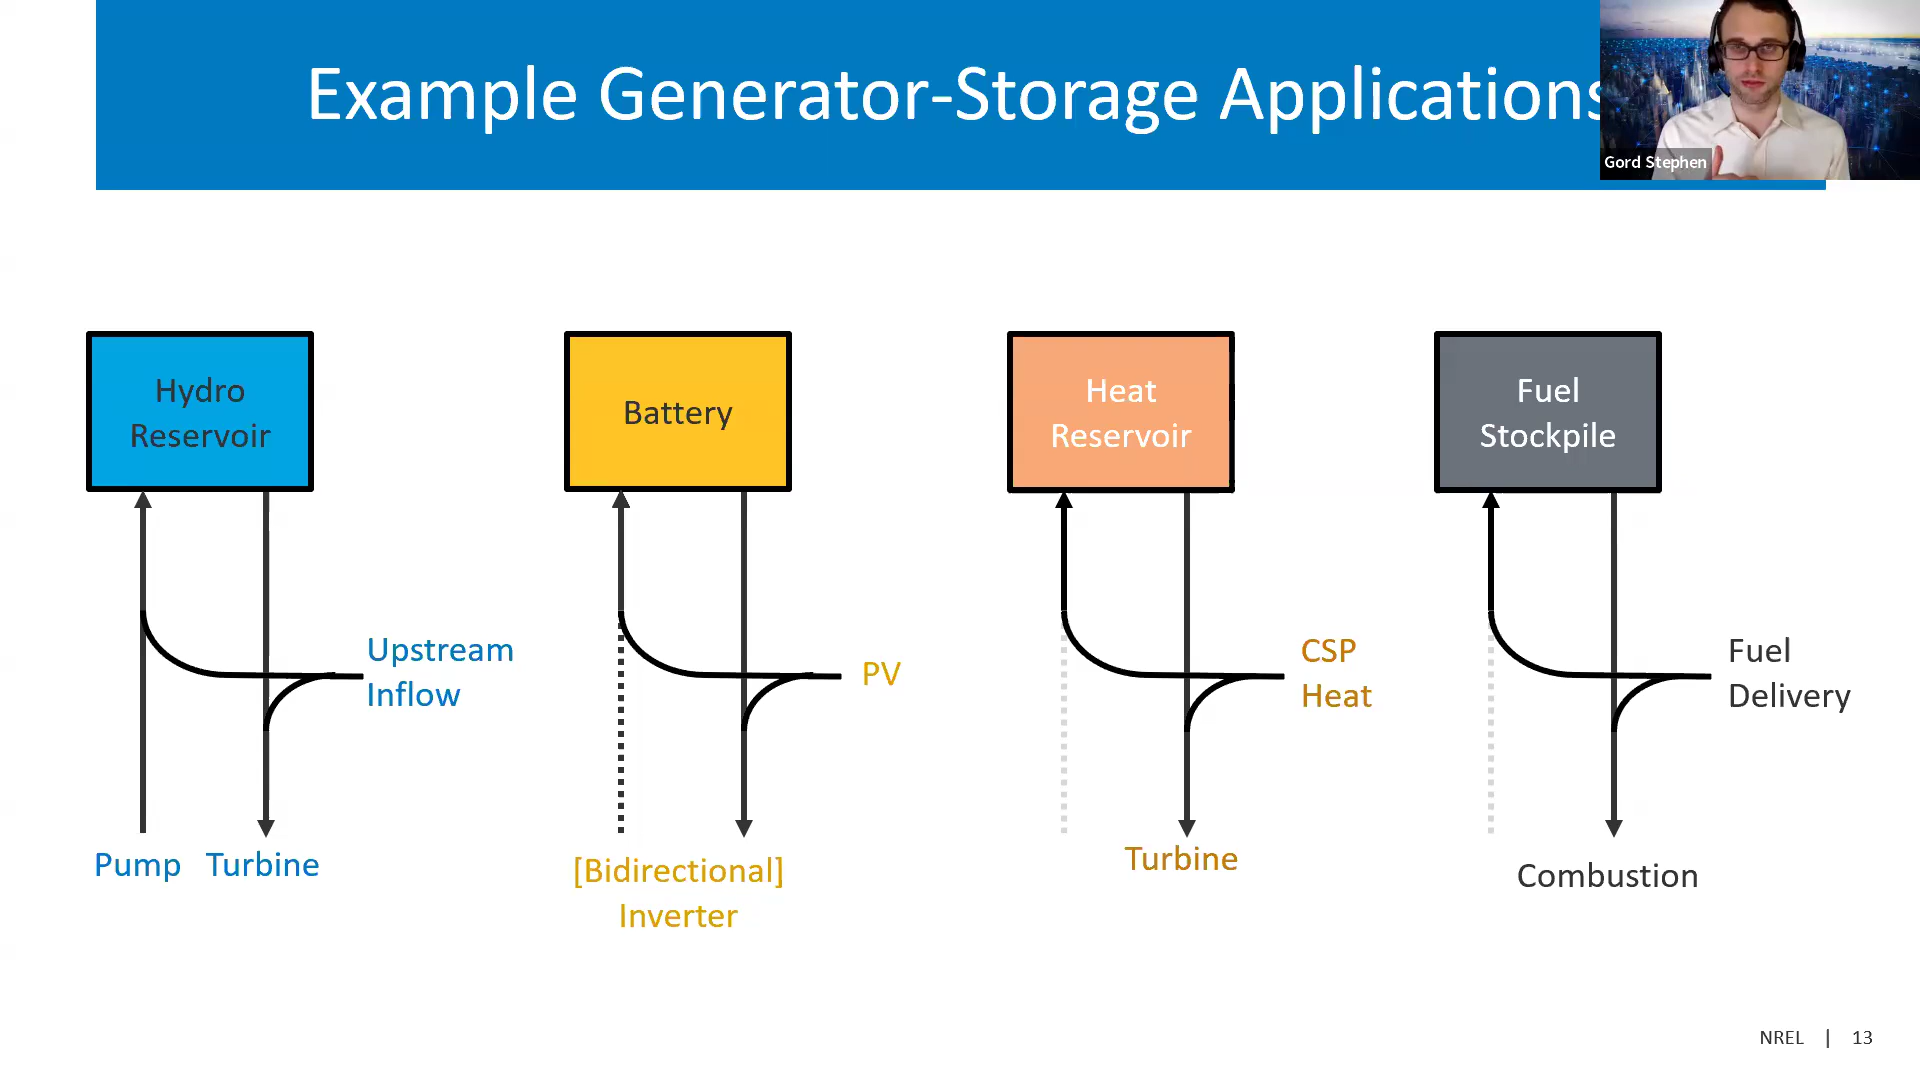 Example Generator-Storage Applications
Gord Stephen
Hydro
Reservoir
Battery
Heat
Reservoir
Fuel
Stockpile
Upstream
Inflow
PV
CSP
Heat
Fuel
Delivery
Pump
Turbine
[Bidirectional]
Inverter
Turbine
Combustion
NREL | 13